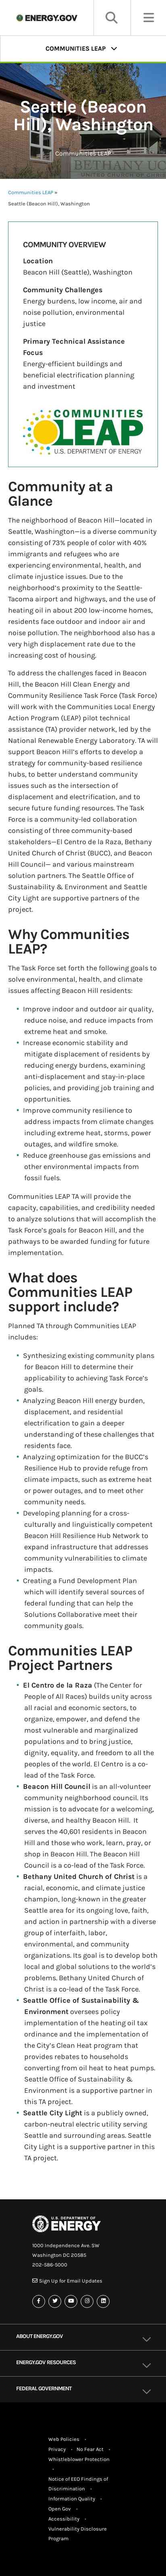 ENERGY.GOV
COMMUNITIES LEAP
Seattle (Beacon
Hill), Washington
Communities LEAP
BETHANY UNITED
Communities LEAP »
Seattle (Beacon Hill), Washington
COMMUNITY OVERVIEW
Location
Beacon Hill (Seattle), Washington
Community Challenges
Energy burdens, low income, air and
noise pollution, environmental
justice
Primary Technical Assistance
Focus
Energy-efficient buildings and
beneficial electrification planning
and investment
COMMUNITIES
LEAP
U.S. DEPARTMENT OF ENERGY
Community at a
Glance
The neighborhood of Beacon Hill—located in
Seattle, Washington—is a diverse community
consisting of 75% people of color with 40%
immigrants and refugees who are
experiencing environmental, health, and
climate injustices. Due to the
neighborhood's proximity to the Seattle-
Tacoma airport and highways, and the use of
heating oil in about 200 low-income homes,
residents face outdoor and indoor air and
noise pollution. The neighborhood also has a
very high displacement rate due to the
increased cost of housing.
To address the challenges faced in Beacon
Hill, the Beacon Hill Clean Energy and
Community Resilience Task Force (Task Force)
will work with the Communities Local Energy
Action Program (LEAP) pilot technical
assistance (TA) provider network, led by the
National Renewable Energy Laboratory. TA will
support Beacon Hill's efforts to develop a
strategy for community-based resilience
hubs, to better understand community
issues such as the intersection of
displacement and electrification, and to
secure future funding resources. The Task
Force is a community-led collaboration
consisting of three community-based
stakeholders—El Centro de la Raza, Bethany
United Church of Christ (BUCC), and Beacon
Hill Council— and various mainstream
solution partners. The Seattle Office of
Sustainability & Environment and Seattle
City Light are supportive partners of this
project.
Why Communities
LEAP?
The Task Force set forth the following goals to
solve environmental, health, and climate
issues affecting Beacon Hill residents:
Improve indoor and outdoor air quality,
reduce noise, and reduce impacts from
extreme heat and smoke.
Increase economic stability and
mitigate displacement of residents by
reducing energy burdens, examining
anti-displacement and stay-in-place
policies, and providing job training and
opportunities.
Improve community resilience to
address impacts from climate changes
including extreme heat, storms, power
outages, and wildfire smoke.
Reduce greenhouse gas emissions and
other environmental impacts from
fossil fuels.
Communities LEAP TA will provide the
capacity, capabilities, and credibility needed
to analyze solutions that will accomplish the
Task Force's goals for Beacon Hill, and the
pathways to be awarded funding for future
implementation.
What does
Communities LEAP
support include?
Planned TA through Communities LEAP
includes:
Synthesizing existing community plans
for Beacon Hill to determine their
applicability to achieving Task Force's
goals.
Analyzing Beacon Hill energy burden,
displacement, and residential
electrification to gain a deeper
understanding of these challenges that
residents face.
Analyzing optimization for the BUCC's
Resilience Hub to provide refuge from
climate impacts, such as extreme heat
or power outages, and to meet other
community needs.
Developing planning for a cross-
culturally and linguistically competent
Beacon Hill Resilience Hub Network to
expand infrastructure that addresses
community vulnerabilities to climate
impacts.
Creating a Fund Development Plan
which will identify several sources of
federal funding that can help the
Solutions Collaborative meet their
community goals.
Communities LEAP
Project Partners
El Centro de la Raza (The Center for
People of All Races) builds unity across
all racial and economic sectors, to
organize, empower, and defend the
most vulnerable and marginalized
populations and to bring justice,
dignity, equality, and freedom to all the
peoples of the world. El Centro is a co-
lead of the Task Force.
Beacon Hill Council is an all-volunteer
community neighborhood council. Its
mission is to advocate for a welcoming,
diverse, and healthy Beacon Hill. It
serves the 40,601 residents in Beacon
Hill and those who work, learn, pray, or
shop in Beacon Hill. The Beacon Hill
Council is a co-lead of the Task Force.
Bethany United Church of Christ is a
racial, economic, and climate justice
champion, long-known in the greater
Seattle area for its ongoing love, faith,
and action in partnership with a diverse
group of interfaith, labor,
environmental, and community
organizations. Its goal is to develop both
local and global solutions to the world's
problems. Bethany United Church of
Christ is a co-lead of the Task Force.
Seattle Office of Sustainability &
Environment oversees policy
implementation of the heating oil tax
ordinance and the implementation of
the City's Clean Heat program that
provides rebates to households
converting from oil heat to heat pumps.
Seattle Office of Sustainability &
Environment is a supportive partner in
this TA project.
Seattle City Light is a publicly owned,
carbon-neutral electric utility serving
Seattle and surrounding areas. Seattle
City Light is a supportive partner in this
TA project.
U.S. DEPARTMENT OF
ENERGY
1000 Independence Ave. SW
Washington DC 20585
202-586-5000
Sign Up for Email Updates
ABOUT ENERGY.GOV
ENERGY.GOV RESOURCES
FEDERAL GOVERNMENT
Web Policies •
Privacy • No Fear Act •
Whistleblower Protection
•
Notice of EEO Findings of
Discrimination •
Information Quality •
Open Gov •
Accessibility •
Vulnerability Disclosure
Program